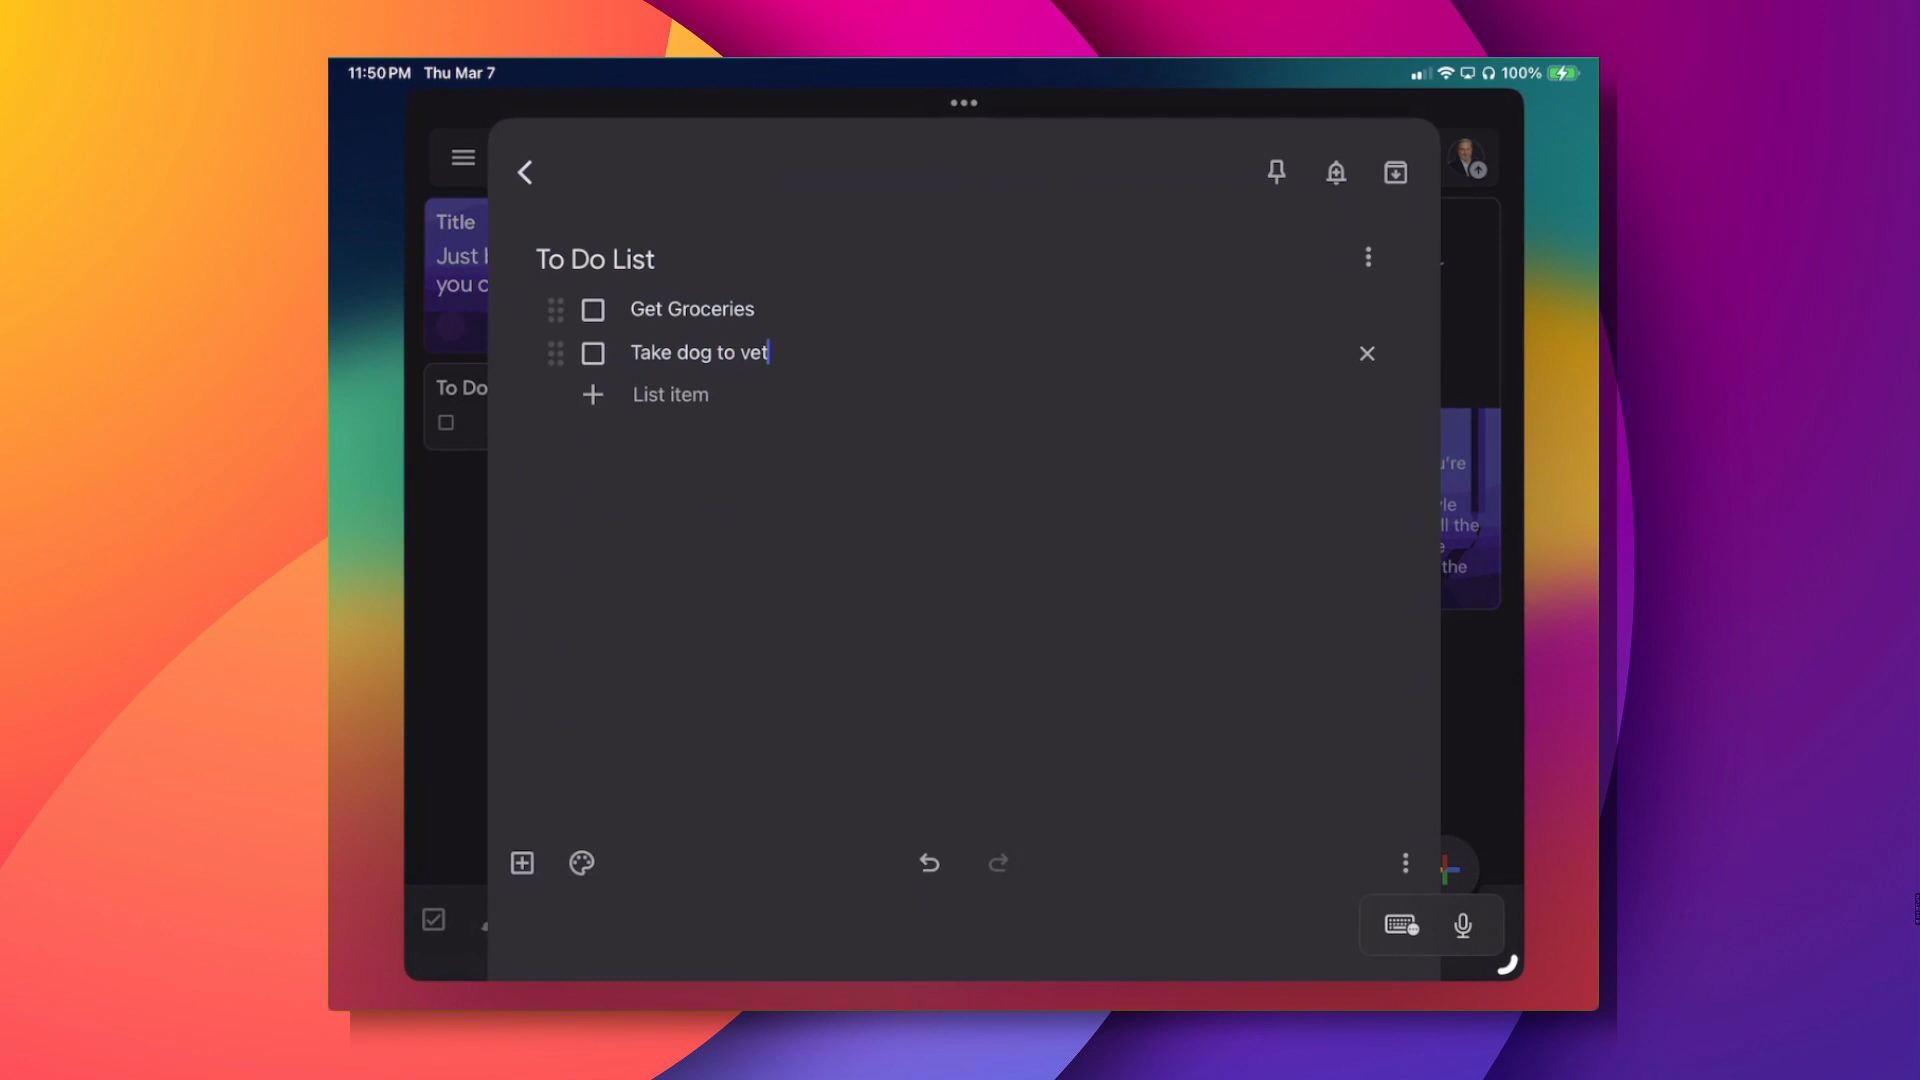 11:50 PM Thu Mar 7
100%
Title
Just
you c
To Do
To Do List
Get Groceries
Take dog to vet
List item
u're
yle
ll the
e
the